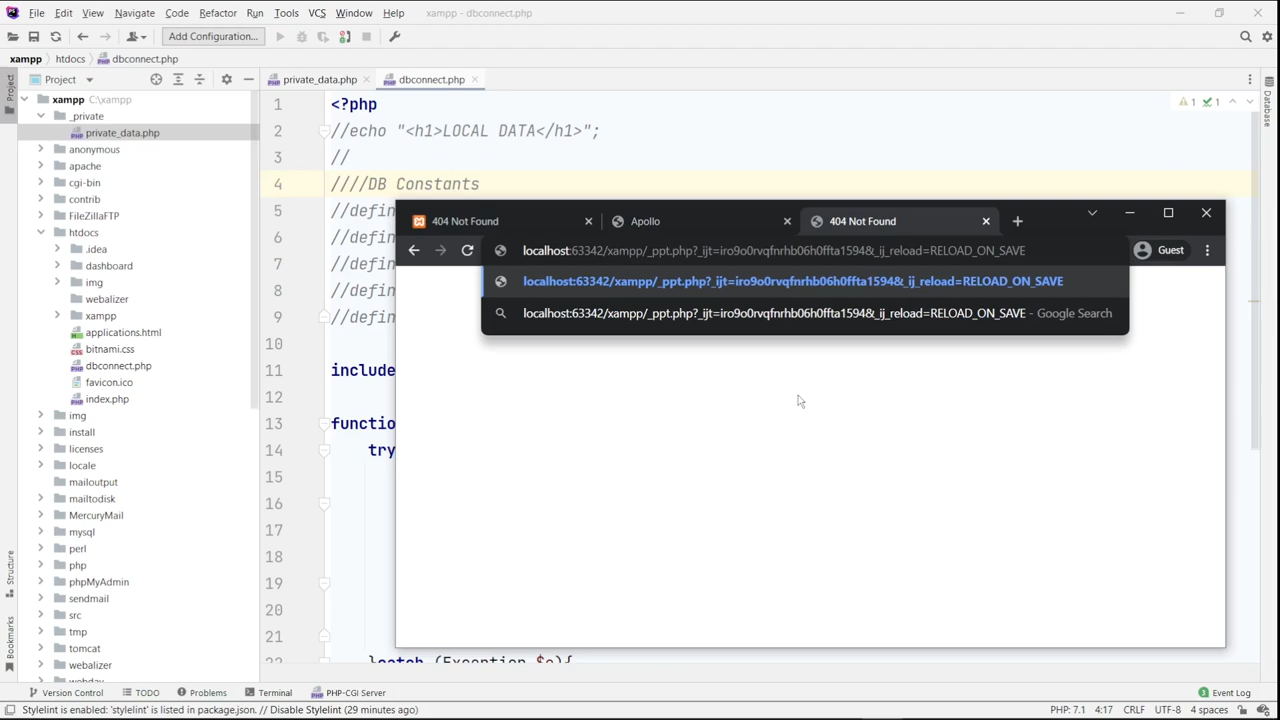 File Edit View Navigate Code Refactor Run Tools VCS Window Help xampp - dbconnect.php
Add Configuration...
xampp htdocs dbconnect.php
Project
Project
private_data.php
dbconnect.php
Database
xampp C:\xampp
_private
private_data.php
anonymous
apache
cgi-bin
contrib
FileZillaFTP
htdocs
.idea
dashboard
img
webalizer
xampp
applications.html
bitnami.css
dbconnect.php
favicon.ico
index.php
img
install
licenses
locale
mailoutput
mailtodisk
MercuryMail
mysql
perl
php
phpMyAdmin
sendmail
src
tmp
tomcat
webalizer
Structure
Bookmarks
1 <?php
2 //echo "<h1>LOCAL DATA</h1>";
3 //
4 ////DB Constants
5 //defin
6 //defin
7 //defin
8 //defin
9 //defin
10
11 include
12
13 functio
14 try
15
16
17
18
19
20
21
}catch (Exception $e){
1 1
404 Not Found
Apollo
404 Not Found
localhost:63342/xampp/_ppt.php?_ijt=iro9o0rvqfnrhb06h0ffta1594&_ij_reload=RELOAD_ON_SAVE
Guest
localhost:63342/xampp/_ppt.php?_ijt=iro9o0rvqfnrhb06h0ffta1594&_ij_reload=RELOAD_ON_SAVE
localhost:63342/xampp/_ppt.php?_ijt=iro9o0rvqfnrhb06h0ffta1594&_ij_reload=RELOAD_ON_SAVE - Google Search
Version Control TODO Problems Terminal PHP-CGI Server Event Log
Stylelint is enabled: 'stylelint' is listed in package.json. // Disable Stylelint (29 minutes ago) PHP: 7.1 4:17 CRLF UTF-8 4 spaces